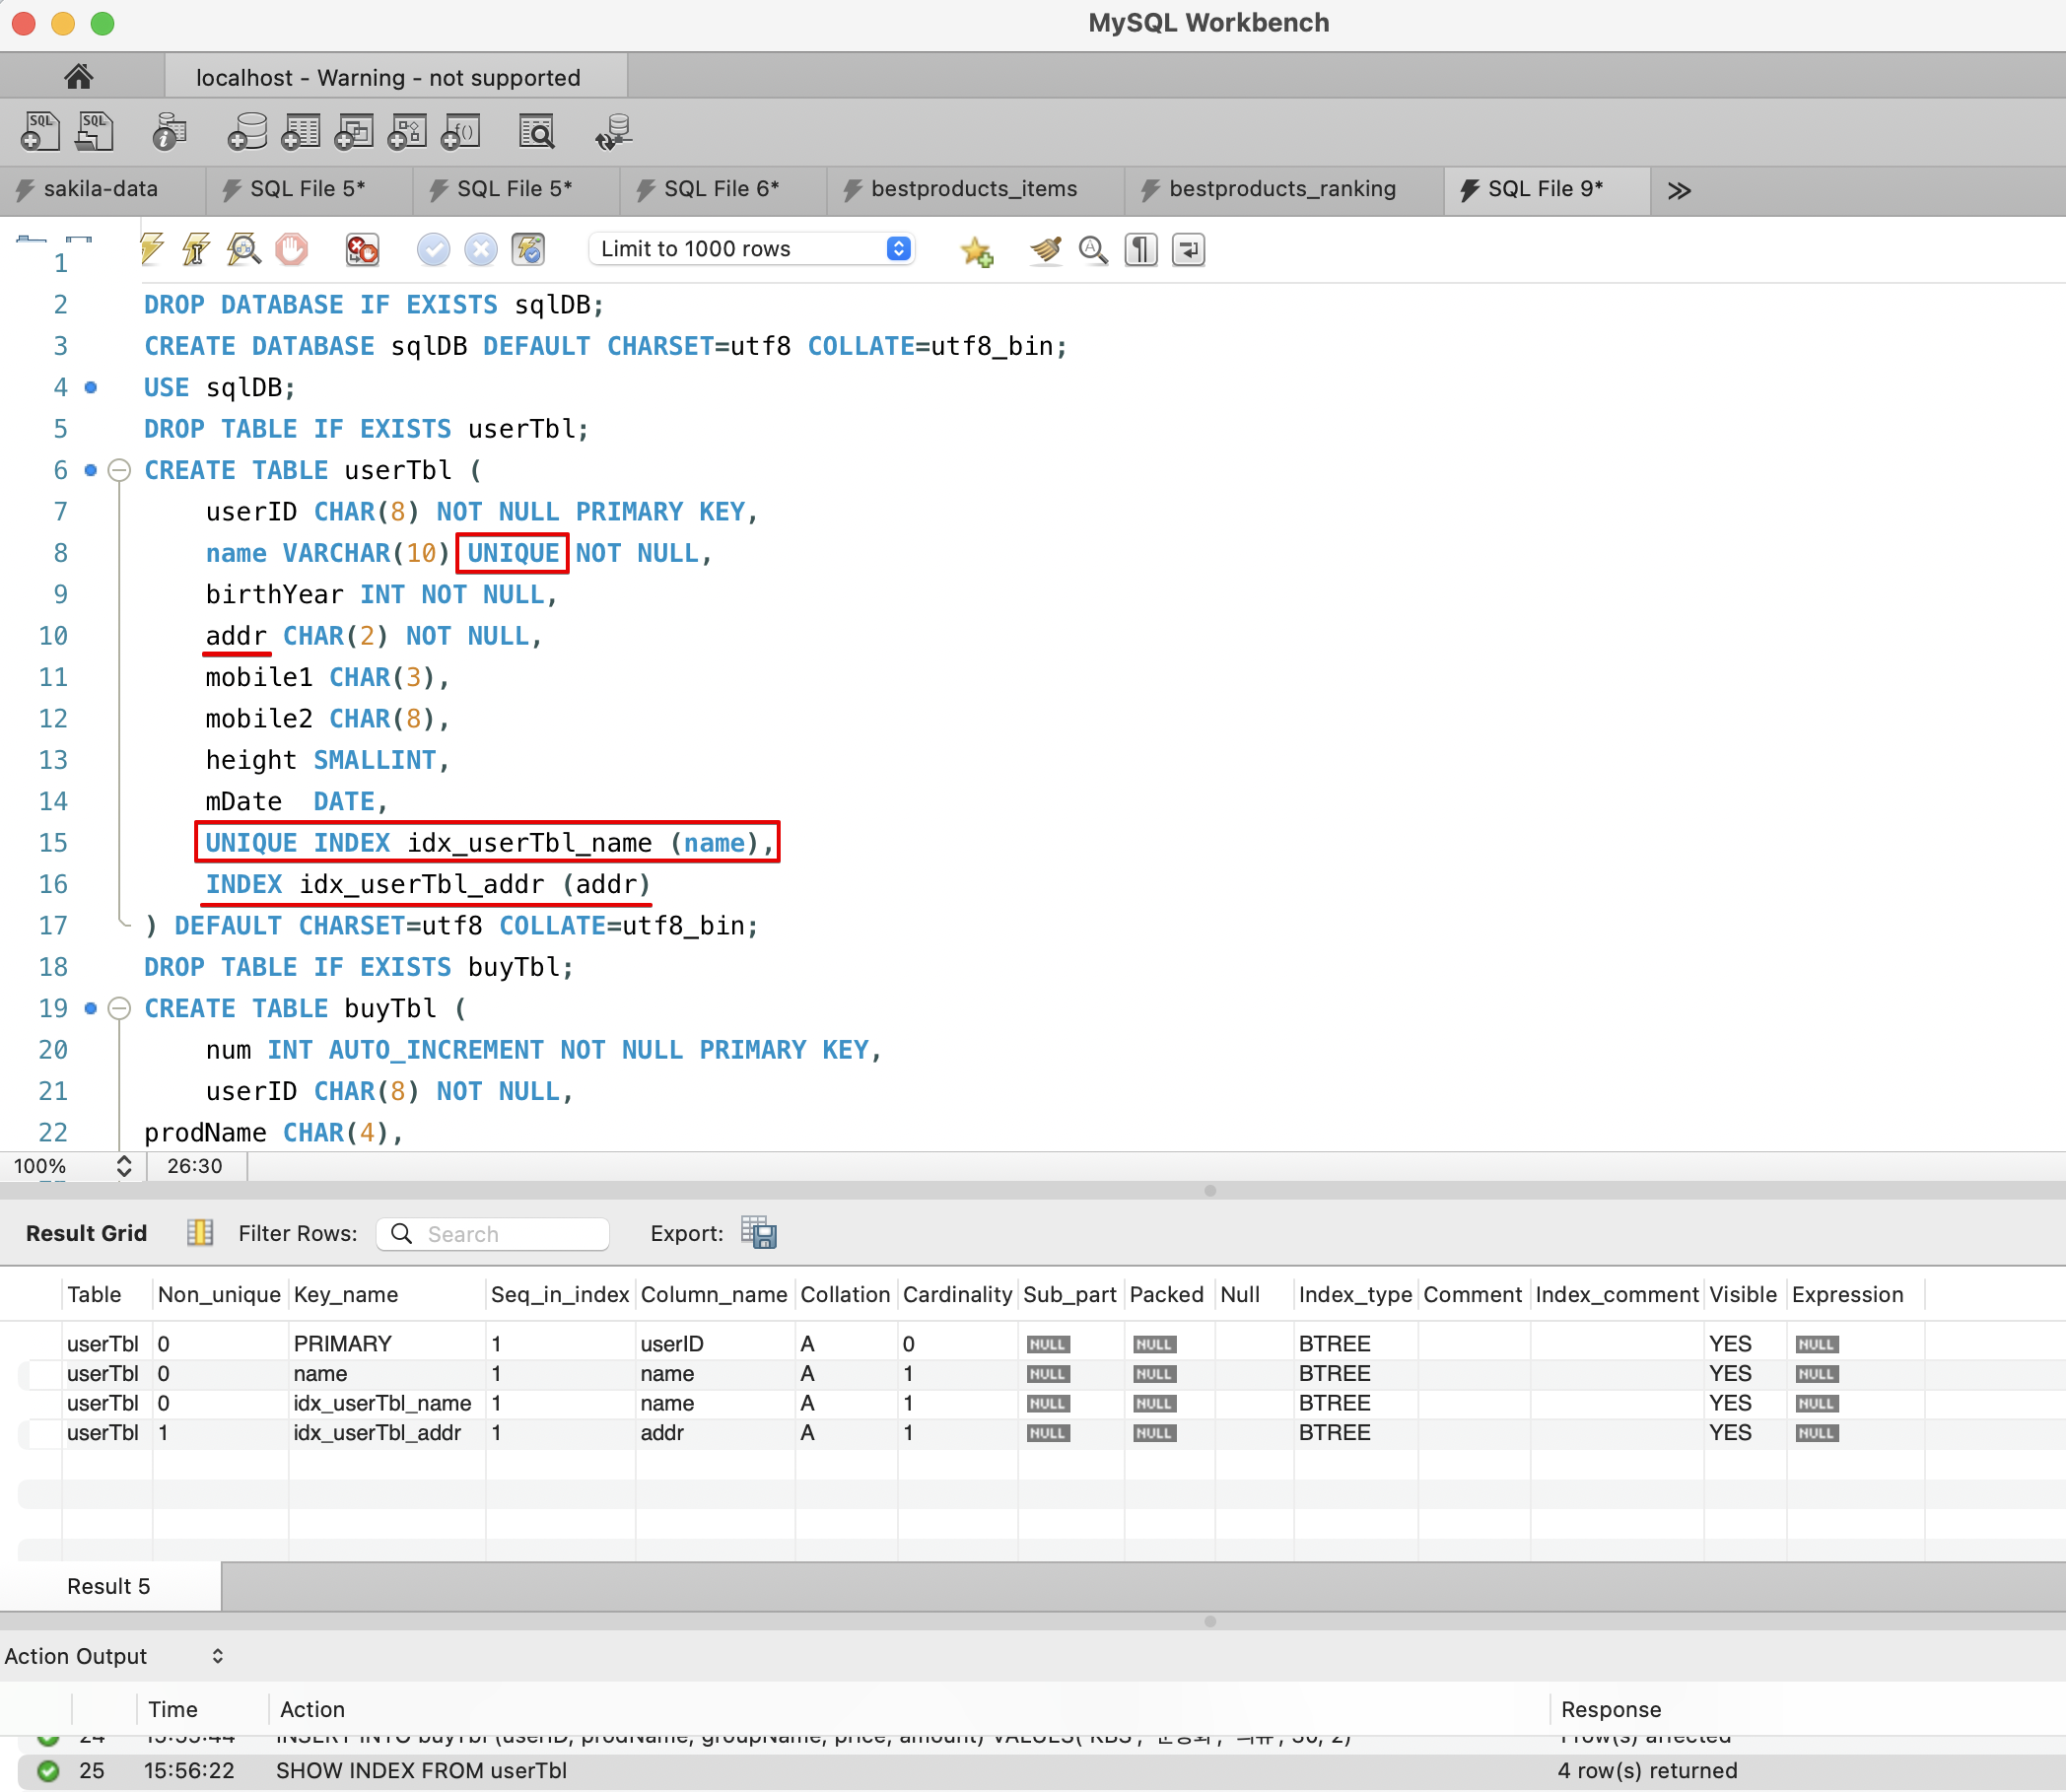 MySQL Workbench
localhost - Warning - not supported
sakila-data
SQL File 5*
SQL File 5*
SQL File 6*
bestproducts_items
bestproducts_ranking
SQL File 9*
Limit to 1000 rows
1
2 DROP DATABASE IF EXISTS sqlDB;
3 CREATE DATABASE sqlDB DEFAULT CHARSET=utf8 COLLATE=utf8_bin;
4 USE sqlDB;
5 DROP TABLE IF EXISTS userTbl;
6 CREATE TABLE userTbl (
7 userID CHAR(8) NOT NULL PRIMARY KEY,
8 name VARCHAR(10) UNIQUE NOT NULL,
9 birthYear INT NOT NULL,
10 addr CHAR(2) NOT NULL,
11 mobile1 CHAR(3),
12 mobile2 CHAR(8),
13 height SMALLINT,
14 mDate  DATE,
15 UNIQUE INDEX idx_userTbl_name (name),
16 INDEX idx_userTbl_addr (addr)
17 ) DEFAULT CHARSET=utf8 COLLATE=utf8_bin;
18 DROP TABLE IF EXISTS buyTbl;
19 CREATE TABLE buyTbl (
20 num INT AUTO_INCREMENT NOT NULL PRIMARY KEY,
21 userID CHAR(8) NOT NULL,
22 prodName CHAR(4),
100% 26:30
Result Grid Filter Rows: Search Export:
Table Non_unique Key_name Seq_in_index Column_name Collation Cardinality Sub_part Packed Null Index_type Comment Index_comment Visible Expression
userTbl 0 PRIMARY 1 userID A 0 NULL NULL BTREE YES NULL
userTbl 0 name 1 name A 1 NULL NULL BTREE YES NULL
userTbl 0 idx_userTbl_name 1 name A 1 NULL NULL BTREE YES NULL
userTbl 1 idx_userTbl_addr 1 addr A 1 NULL NULL BTREE YES NULL
Result 5
Action Output
Time Action Response
24 15:55:44 INSERT INTO buyTbl (userID, prodName, groupName, price, amount) VALUES('KBS', 30, 2) 1 row(s) affected
25 15:56:22 SHOW INDEX FROM userTbl 4 row(s) returned